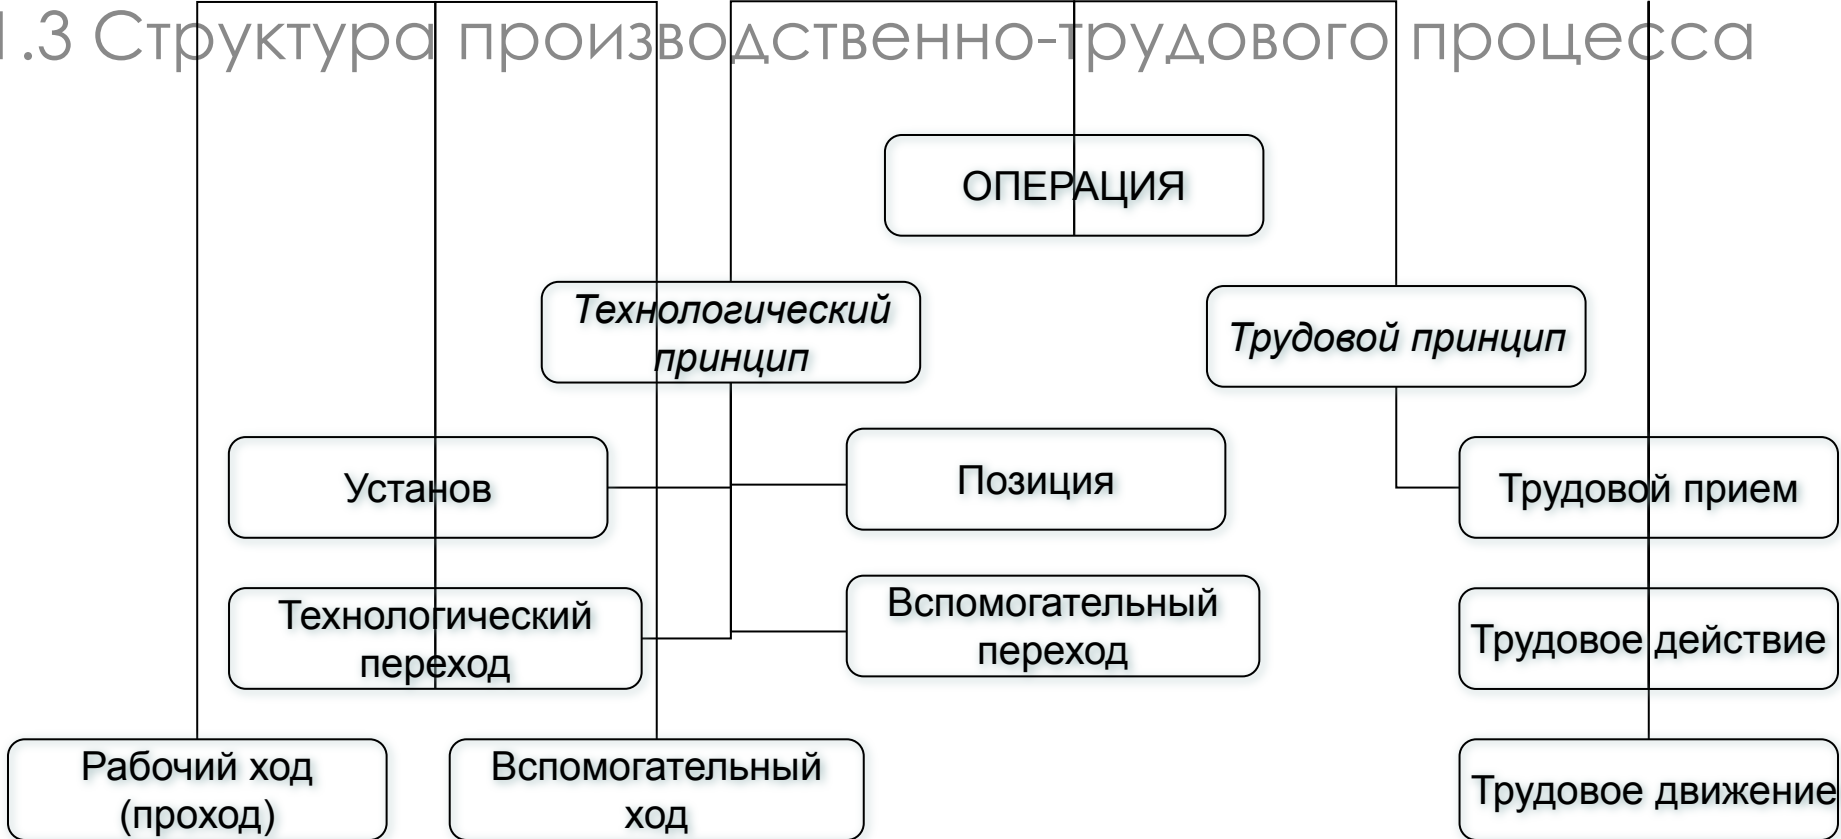 1.3 Структура производственно-трудового процесса
ОПЕРАЦИЯ
Технологический
принцип
Трудовой принцип
Установ
Позиция
Трудовой прием
Технологический
переход
Вспомогательный
переход
Трудовое действие
Рабочий ход
(проход)
Вспомогательный
ход
Трудовое движение